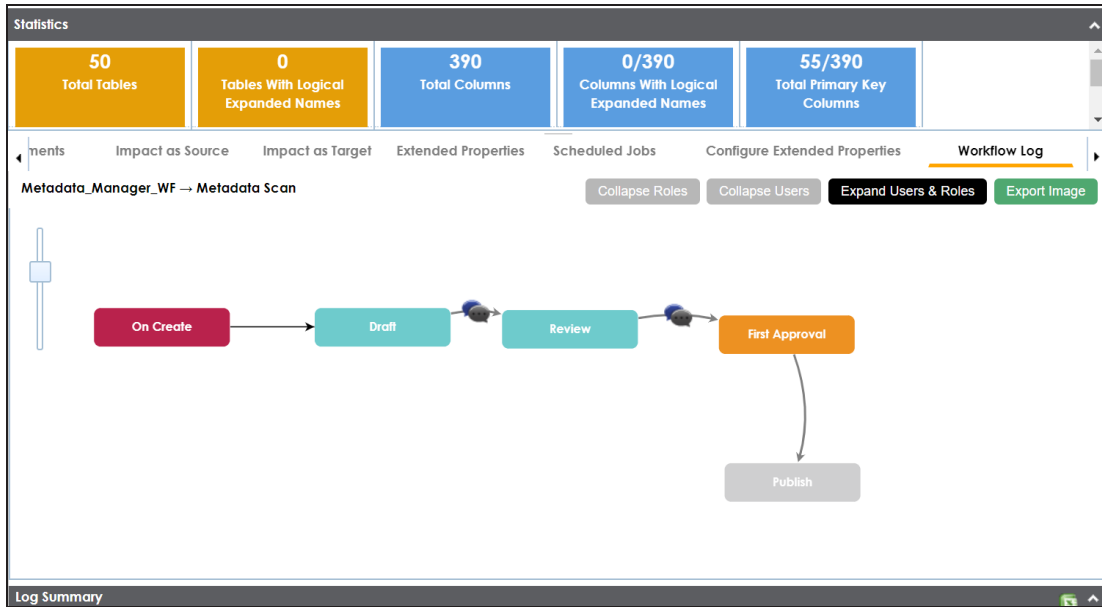 Statistics
50
Total Tables
0
Tables With Logical
Expanded Names
390
Total Columns
0/390
Columns With Logical
Expanded Names
55/390
Total Primary Key
Columns
ments
Impact as Source
Impact as Target
Extended Properties
Scheduled Jobs
Configure Extended Properties
Workflow Log
Metadata_Manager_WF → Metadata Scan
Collapse Roles
Collapse Users
Expand Users & Roles
Export Image
On Create
Draft
Review
First Approval
Publish
Log Summary